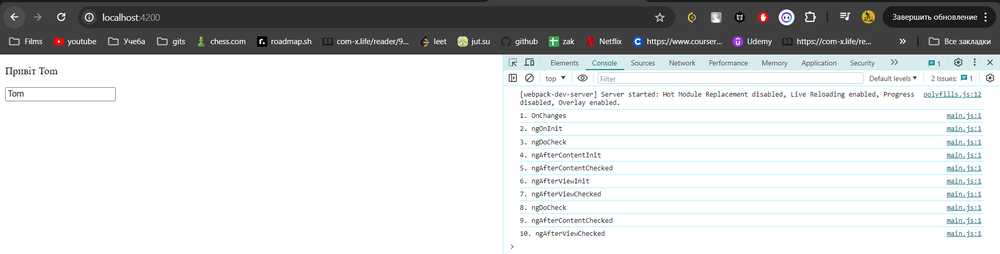 localhost:4200
Завершить обновление
Films youtube Учеба gits chess.com roadmap.sh com-x.life/reader/9... leet jut.su github zak Netflix https://www.courser... Udemy https://com-x.life/re... » Все закладки
Привіт Tom
Tom
Elements Console Sources Network Performance Memory Application Security 1
top Filter Default levels 2 Issues: 1
[webpack-dev-server] Server started: Hot Module Replacement disabled, Live Reloading enabled, Progress polyfills.js:12
disabled, Overlay enabled.
1. OnChanges main.js:1
2. ngOnInit main.js:1
3. ngDoCheck main.js:1
4. ngAfterContentInit main.js:1
5. ngAfterContentChecked main.js:1
6. ngAfterViewInit main.js:1
7. ngAfterViewChecked main.js:1
8. ngDoCheck main.js:1
9. ngAfterContentChecked main.js:1
10. ngAfterViewChecked main.js:1